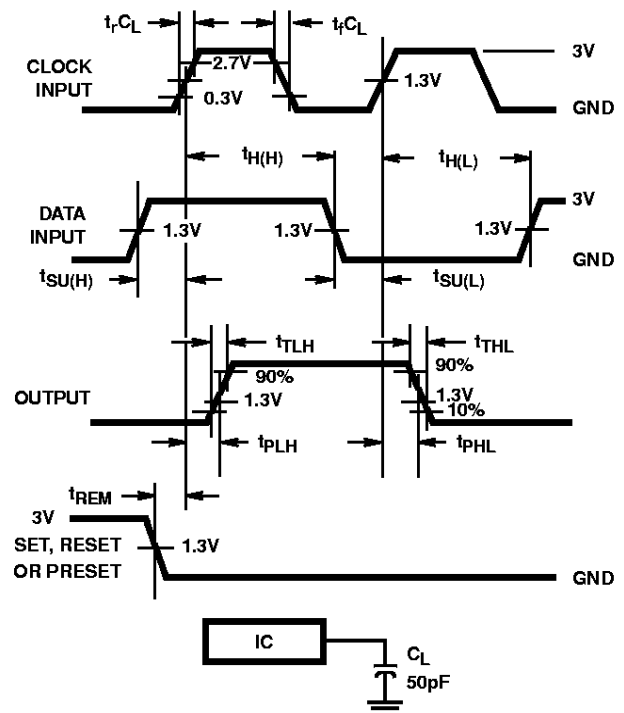 trCL
tfCL
CLOCK
INPUT
2.7V
0.3V
1.3V
3V
GND
tH(H)
tH(L)
DATA
INPUT
1.3V
1.3V
1.3V
3V
GND
tSU(H)
tSU(L)
tTLH
tTHL
90%
90%
OUTPUT
1.3V
1.3V
10%
tPLH
tPHL
tREM
3V
SET, RESET
OR PRESET
1.3V
GND
IC
CL
50pF